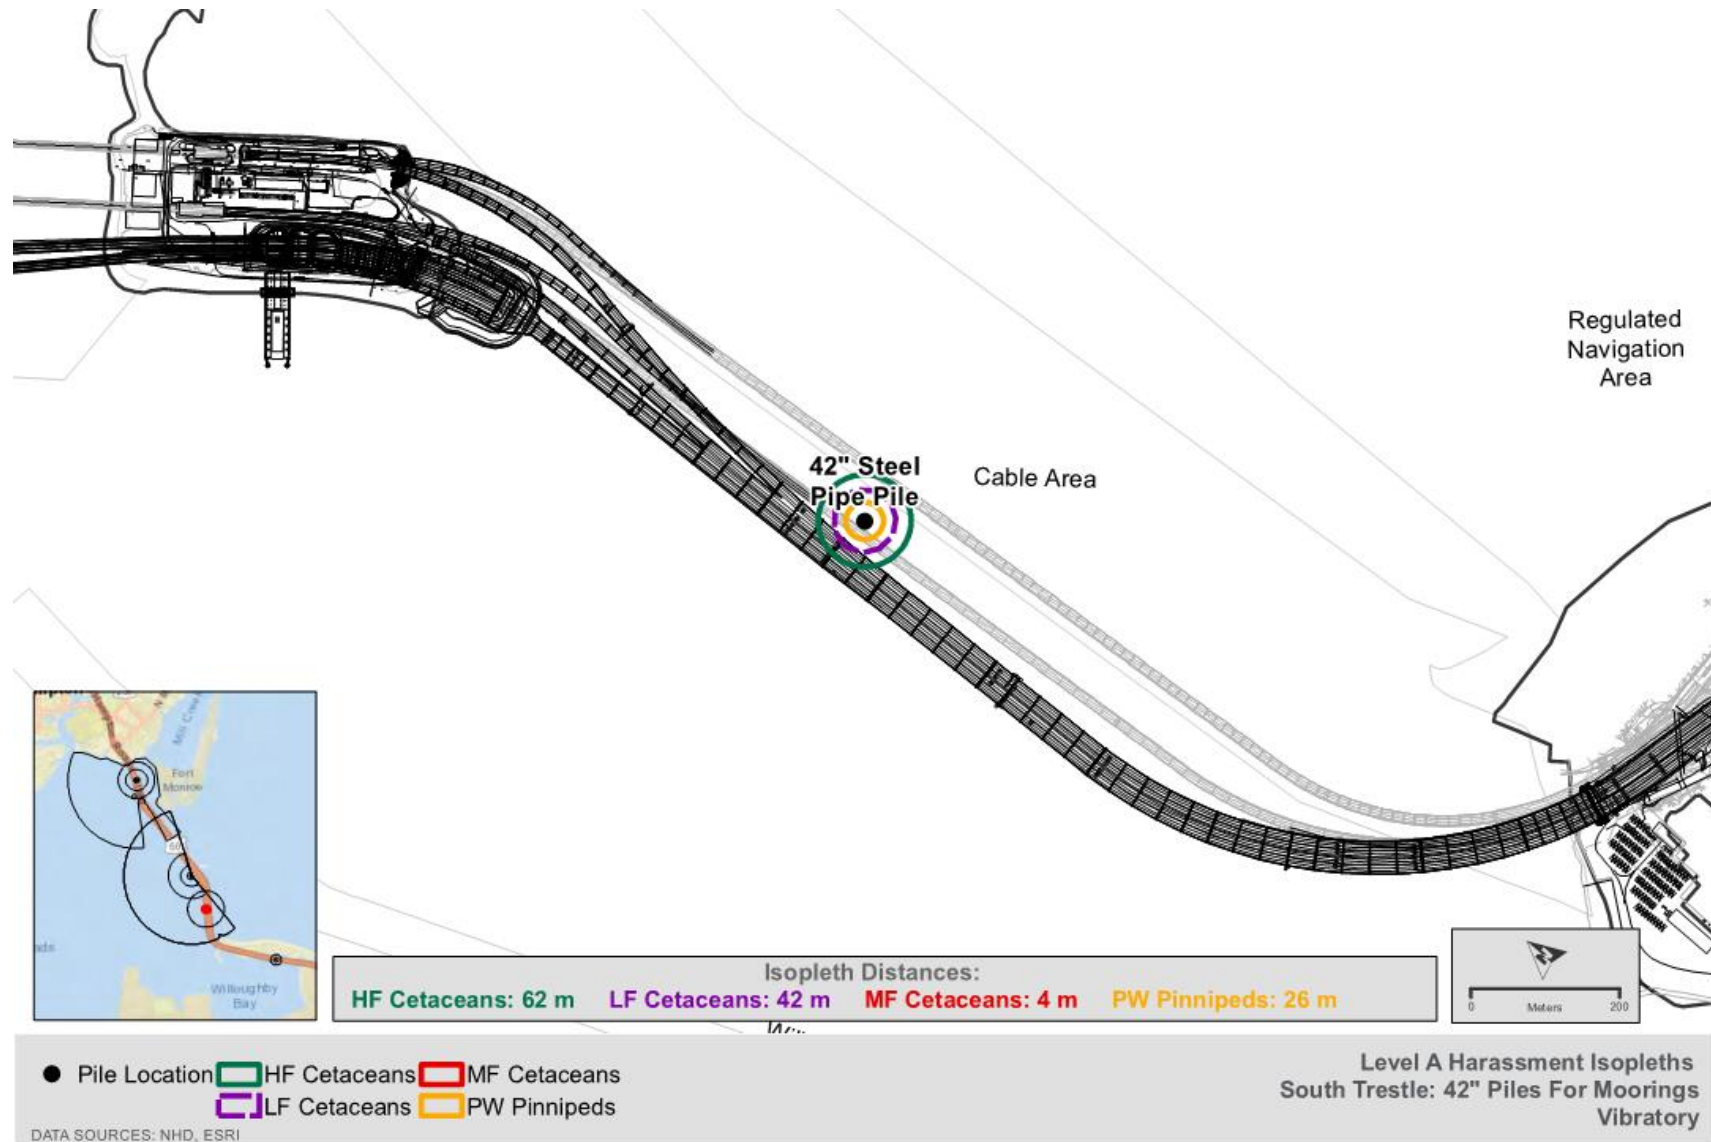 Regulated
Navigation
Area
42" Steel
Pipe Pile
Cable Area
Fort
Monroe
Willoughby
Bay
Isopleth Distances:
HF Cetaceans: 62 m LF Cetaceans: 42 m MF Cetaceans: 4 m PW Pinnipeds: 26 m
0 Meters 200
Pile Location HF Cetaceans MF Cetaceans
LF Cetaceans PW Pinnipeds
DATA SOURCES: NHD, ESRI
Level A Harassment Isopleths
South Trestle: 42" Piles For Moorings
Vibratory